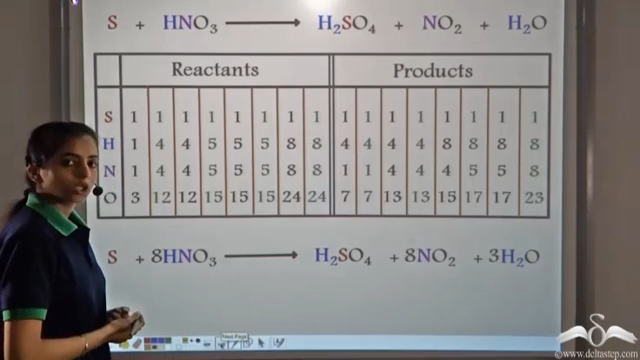 S + HNO₃ ⟶ H₂SO₄ + NO₂ + H₂O
Reactants Products
S 1 1 1 1 1 1 1 1 1 1 1 1 1 1 1 1
H 1 4 4 5 5 5 8 8 4 4 4 4 8 8 8 8
N 1 4 4 5 5 5 8 8 1 1 4 4 4 5 5 8
O 3 12 12 15 15 15 24 24 7 7 13 13 15 17 17 23
S + 8HNO₃ ⟶ H₂SO₄ + 8NO₂ + 3H₂O
Next Page
©www.deltastep.com